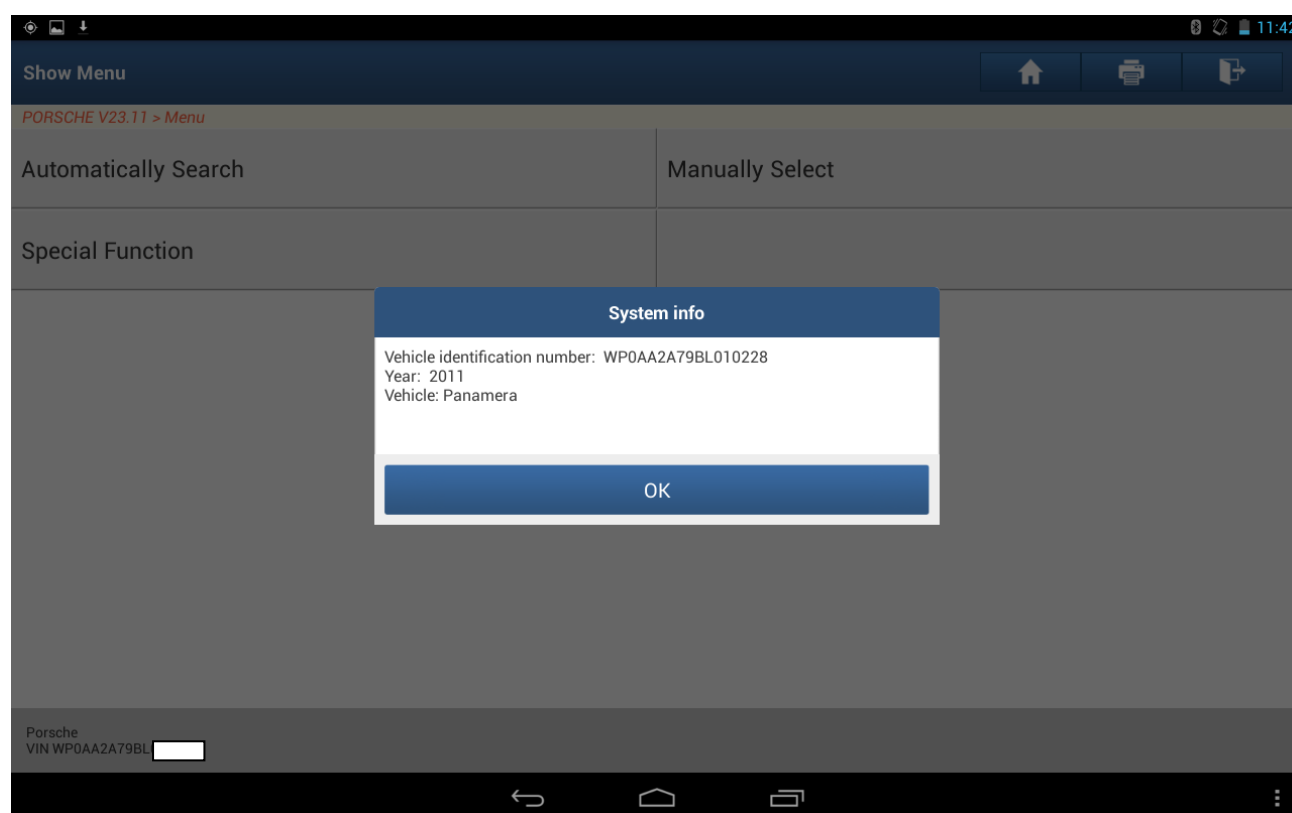 11:42
Show Menu
PORSCHE V23.11 > Menu
Automatically Search
Manually Select
Special Function
System info
Vehicle identification number: WP0AA2A79BL010228
Year: 2011
Vehicle: Panamera
OK
Porsche
VIN WP0AA2A79BL